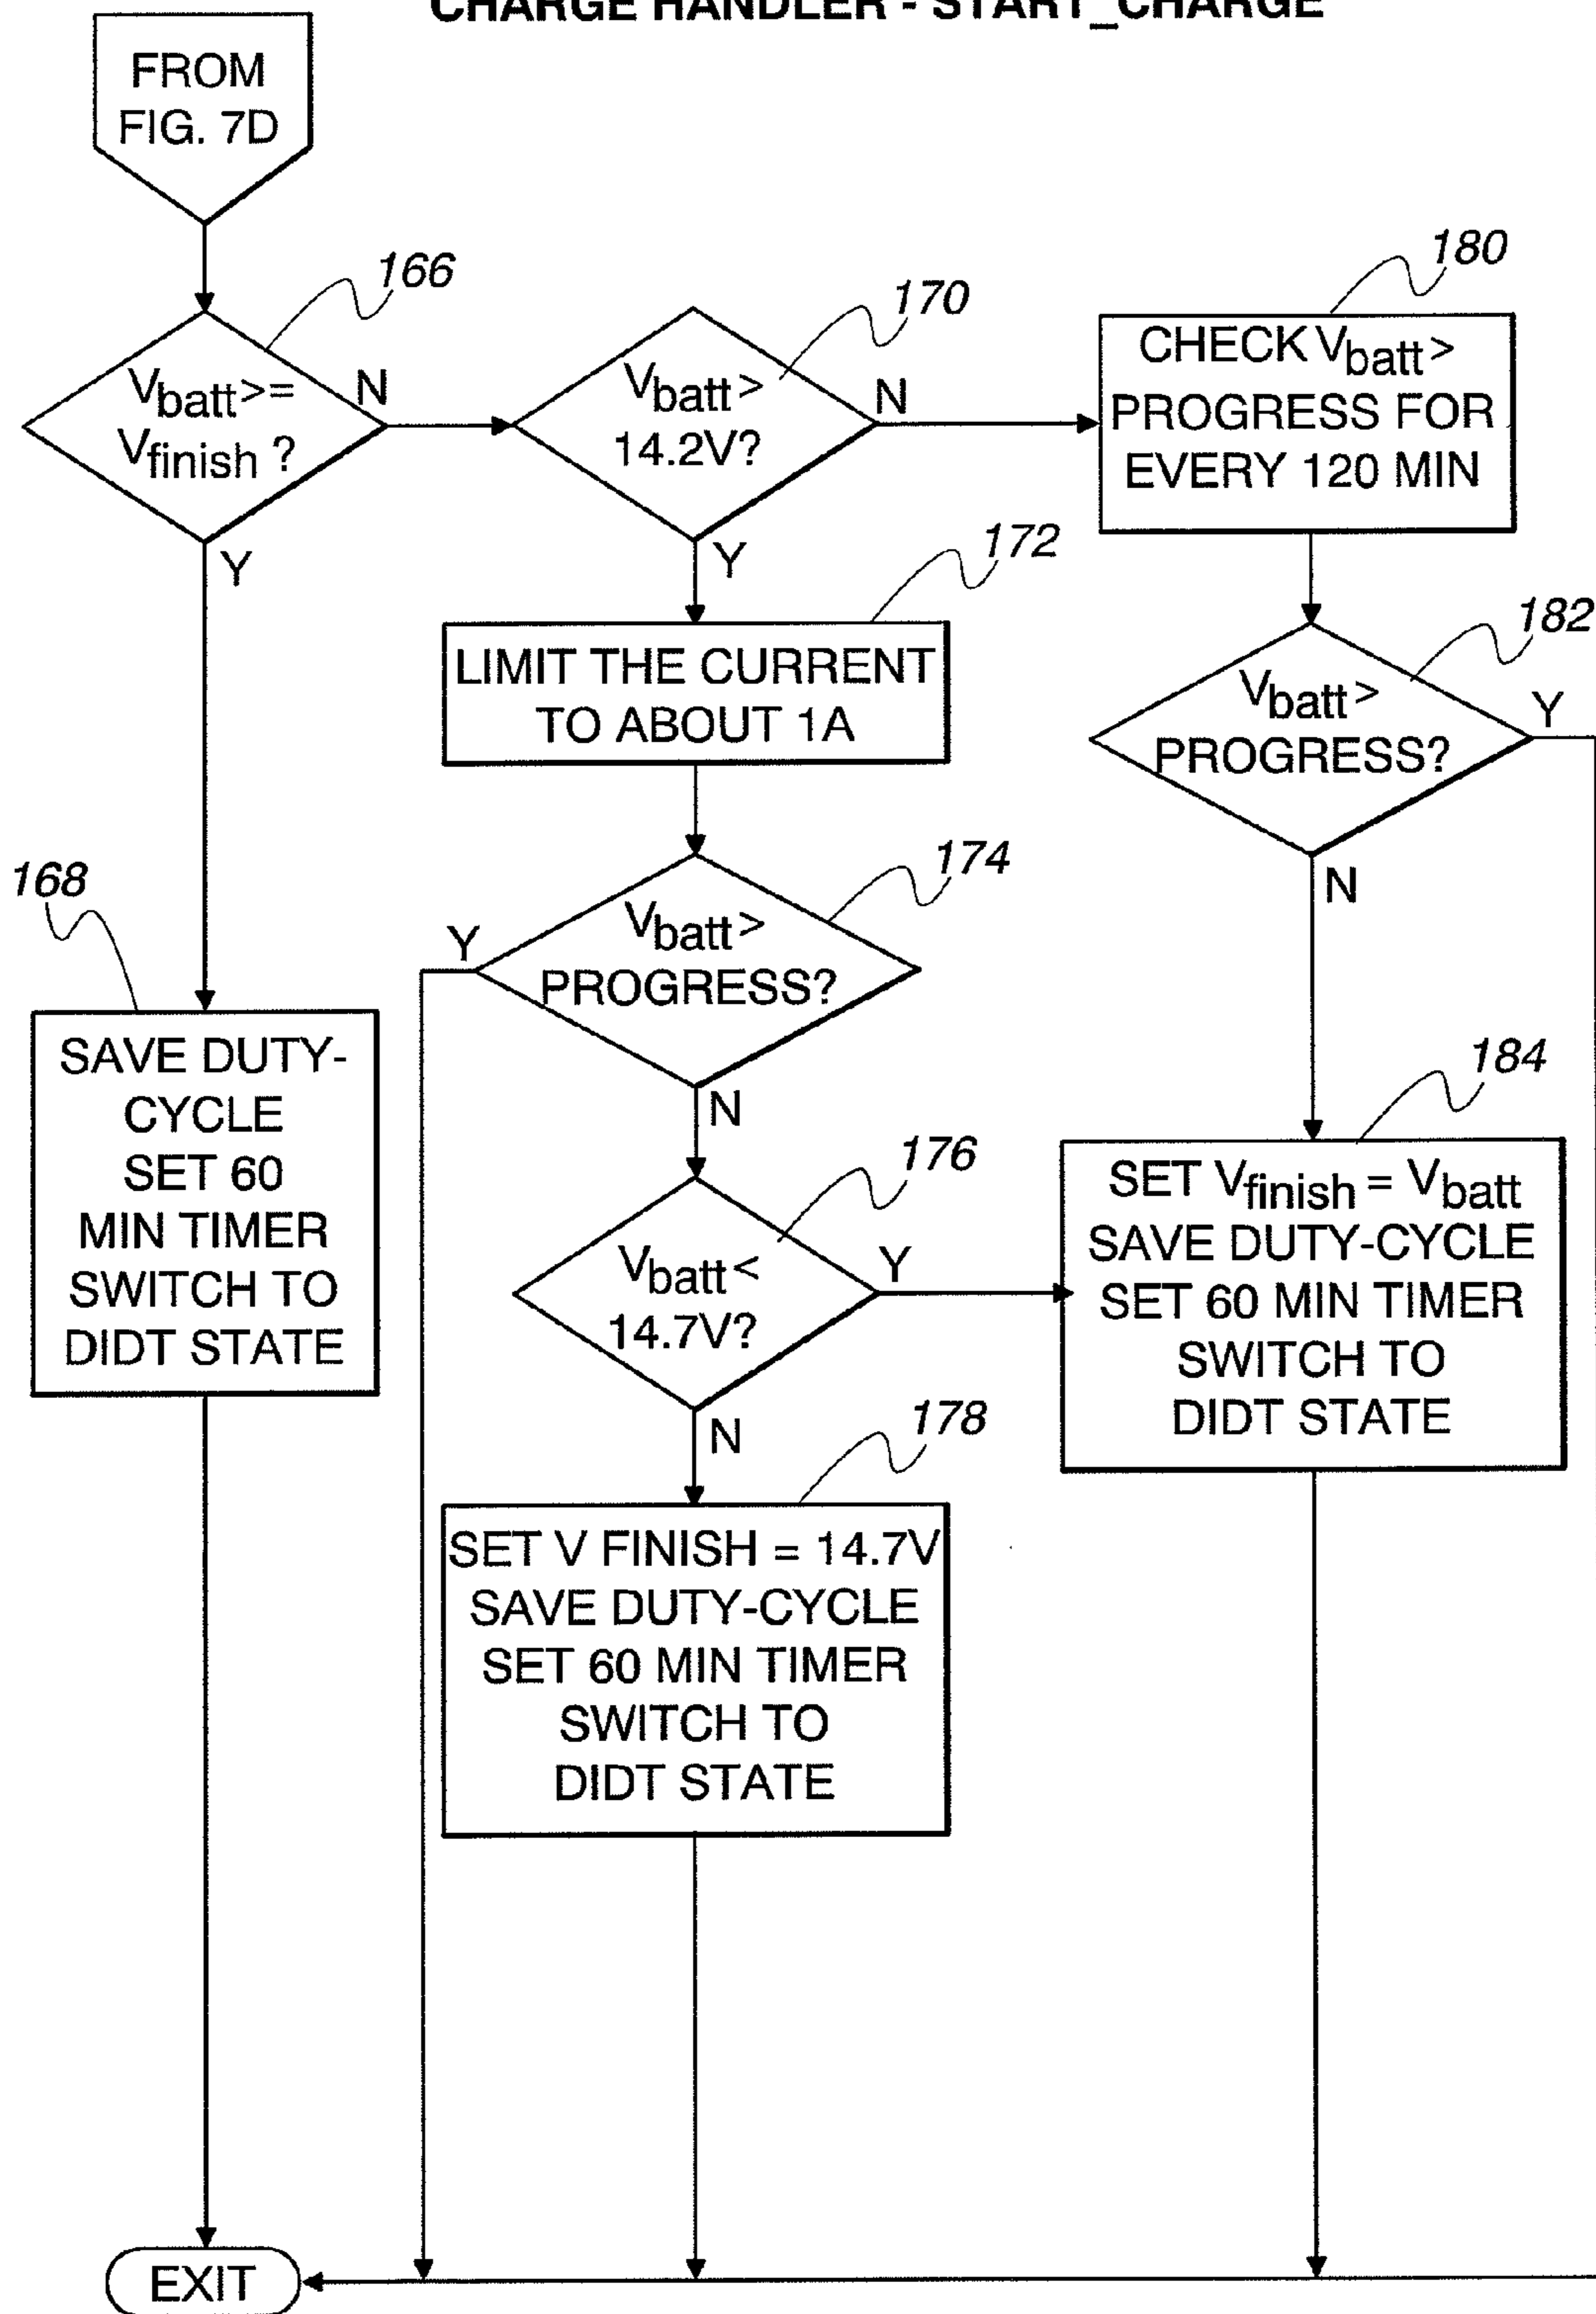 CHARGE HANDLER - START_CHARGE
FROM
FIG. 7D
166
Vbatt>=
Vfinish ?
N
Y
170
Vbatt>
14.2V?
N
Y
180
CHECK Vbatt>
PROGRESS FOR
EVERY 120 MIN
172
LIMIT THE CURRENT
TO ABOUT 1A
182
Vbatt>
PROGRESS?
Y
N
174
Vbatt>
PROGRESS?
Y
N
168
SAVE DUTY-
CYCLE
SET 60
MIN TIMER
SWITCH TO
DIDT STATE
176
Vbatt<
14.7V?
Y
N
184
SET Vfinish = Vbatt
SAVE DUTY-CYCLE
SET 60 MIN TIMER
SWITCH TO
DIDT STATE
178
SET V FINISH = 14.7V
SAVE DUTY-CYCLE
SET 60 MIN TIMER
SWITCH TO
DIDT STATE
EXIT